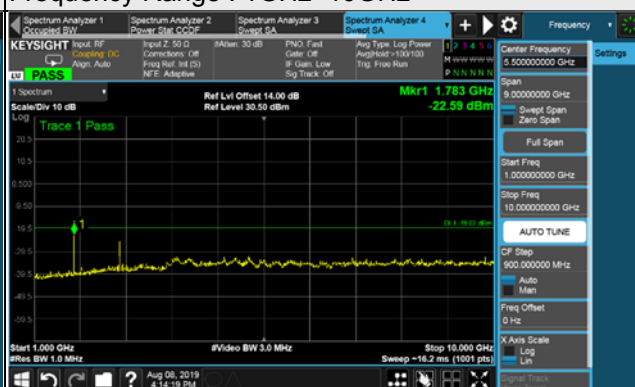 Spectrum Analyzer 1
Occupied BW
Spectrum Analyzer 2
Power Stat CCDF
Spectrum Analyzer 3
Swept SA
Spectrum Analyzer 4
Swept SA
Frequency
KEYSIGHT
Input: RF
Coupling: DC
Align: Auto
Input Z: 50 Ω
Corrections: Off
Freq Ref: Int (S)
NFE: Adaptive
#Atten: 30 dB
PNO: Fast
Gate: Off
IF Gain: Low
Sig Track: Off
Avg Type: Log-Power
Avg|Hold:>100/100
Trig: Free Run
1 2 3 4 5 6
M W W W W W
P N N N N N
PASS
1 Spectrum
Scale/Div 10 dB
Log
Ref Lvl Offset 14.00 dB
Ref Level 30.50 dBm
Mkr1 1.783 GHz
-22.59 dBm
Trace 1 Pass
20.5
10.5
0.500
-9.50
-19.5
-29.5
-39.5
-49.5
-59.5
1
Start 1.000 GHz
#Res BW 1.0 MHz
#Video BW 3.0 MHz
Stop 10.000 GHz
Sweep ~16.2 ms (1001 pts)
Aug 08, 2019
4:14:19 PM
Center Frequency
5.500000000 GHz
Settings
Span
9.00000000 GHz
Swept Span
Zero Span
Full Span
Start Freq
1.000000000 GHz
Stop Freq
10.000000000 GHz
AUTO TUNE
CF Step
900.000000 MHz
Auto
Man
Freq Offset
0 Hz
X Axis Scale
Log
Lin
Signal Track